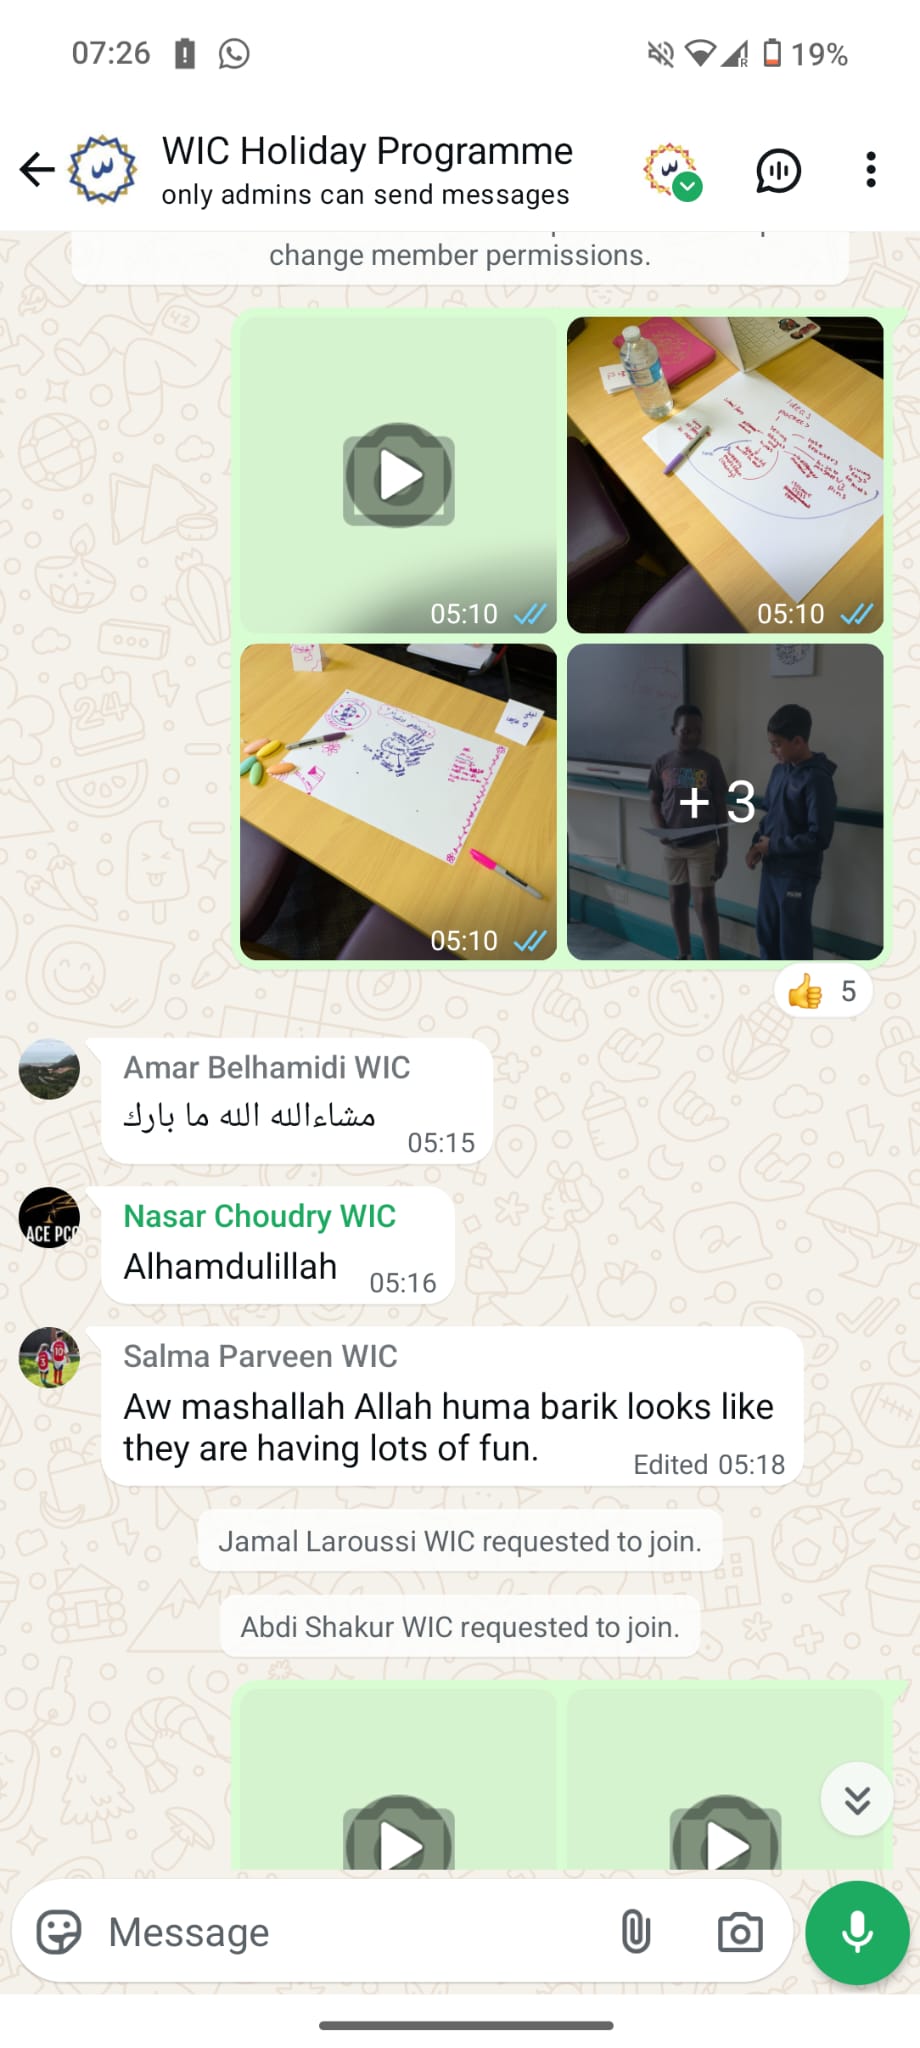 07:26
19%
WIC Holiday Programme
only admins can send messages
change member permissions.
05:10
05:10
Ideas
05:10
+ 3
👍 5
Amar Belhamidi WIC
مشاءالله الله ما بارك
05:15
Nasar Choudry WIC
ACE PCO
Alhamdulillah
05:16
Salma Parveen WIC
Aw mashallah Allah huma barik looks like
they are having lots of fun.
Edited 05:18
Jamal Laroussi WIC requested to join.
Abdi Shakur WIC requested to join.
Message